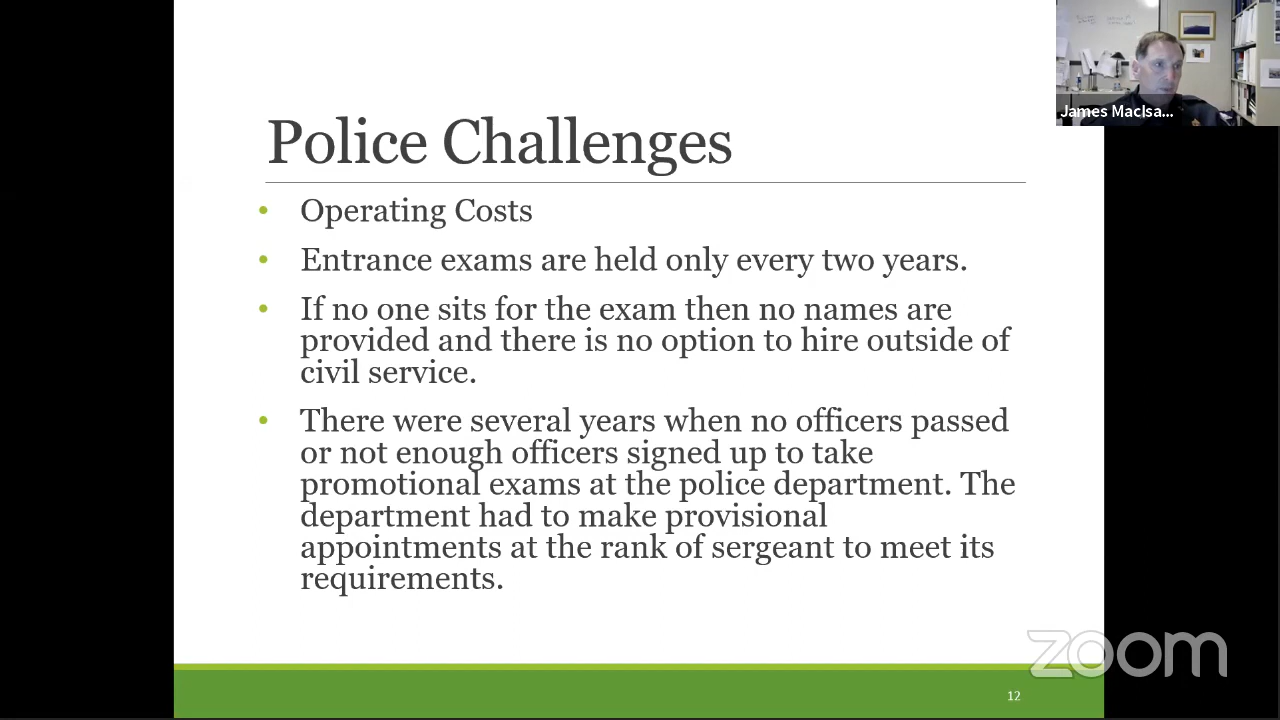 James MacIsa...
Police Challenges
• Operating Costs
• Entrance exams are held only every two years.
• If no one sits for the exam then no names are
provided and there is no option to hire outside of
civil service.
• There were several years when no officers passed
or not enough officers signed up to take
promotional exams at the police department. The
department had to make provisional
appointments at the rank of sergeant to meet its
requirements.
zoom
12